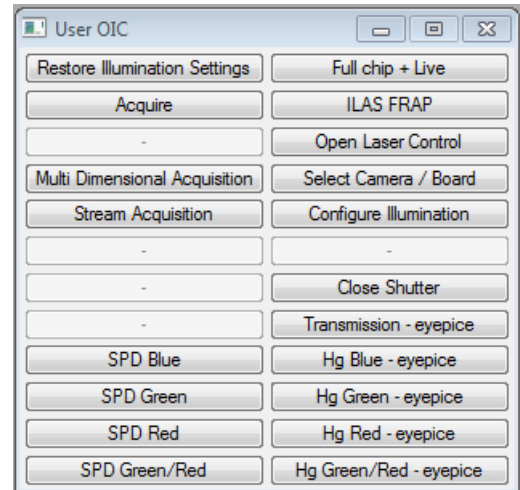 User OIC
Restore Illumination Settings Full chip + Live
Acquire ILAS FRAP
- Open Laser Control
Multi Dimensional Acquisition Select Camera / Board
Stream Acquisition Configure Illumination
- -
- Close Shutter
- Transmission - eyepice
SPD Blue Hg Blue - eyepice
SPD Green Hg Green - eyepice
SPD Red Hg Red - eyepice
SPD Green/Red Hg Green/Red - eyepice